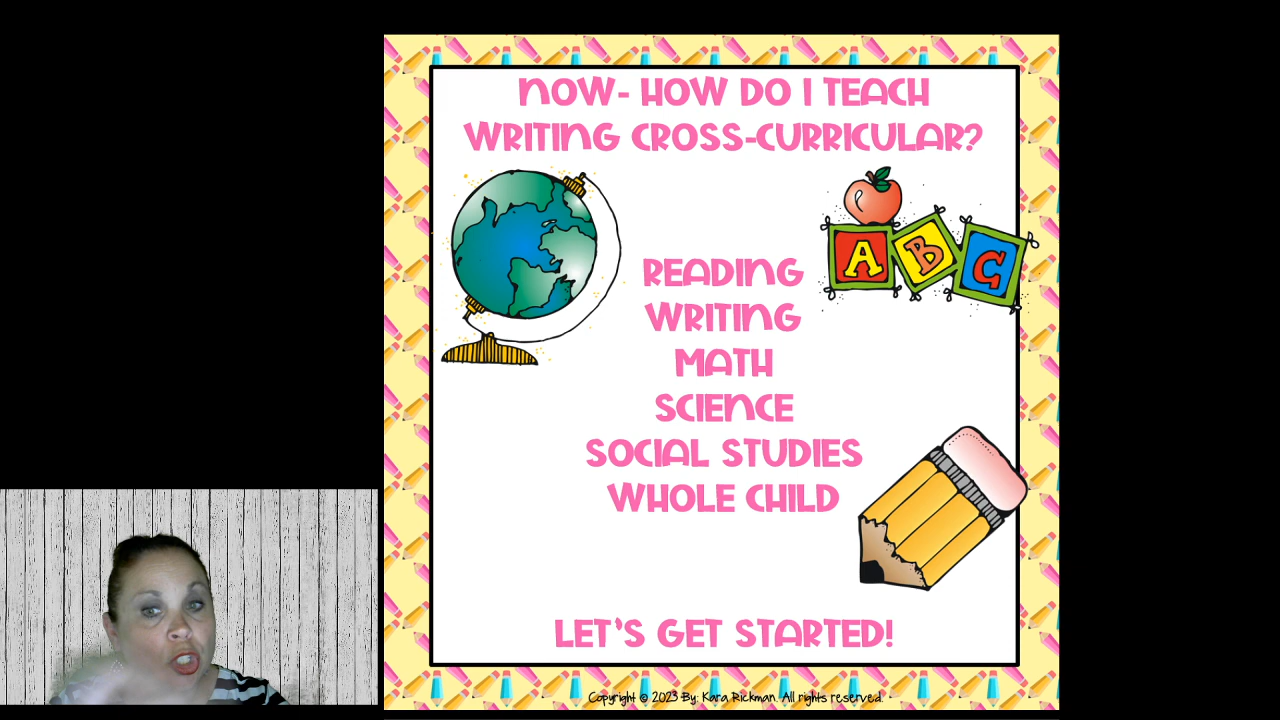 NOW- HOW DO I TEACH
WRITING CROSS-CURRICULAR?
A B C
READING
WRITING
MATH
SCIENCE
SOCIAL STUDIES
WHOLE CHILD
LET'S GET STARTED!
Copyright © 2023 By: Kara Rickman. All rights reserved.